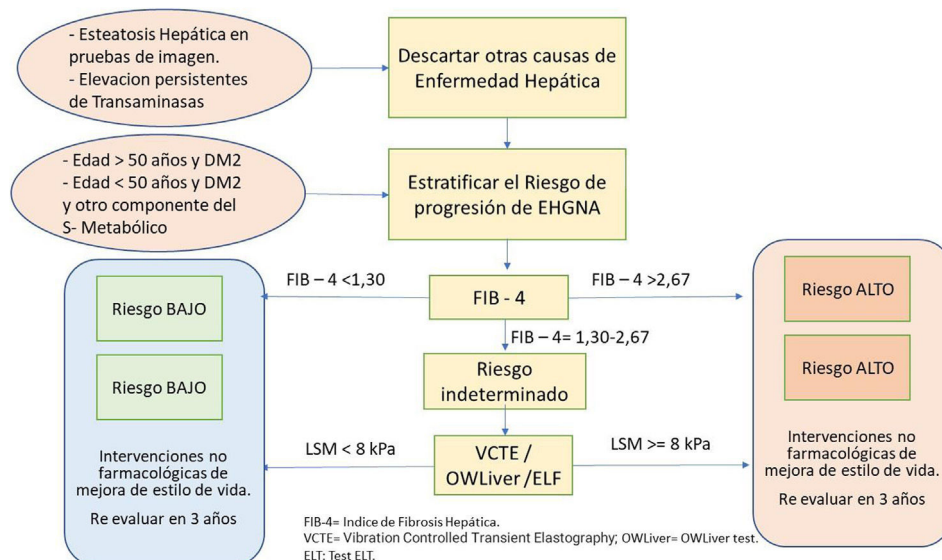 - Esteatosis Hepática en
pruebas de imagen.
- Elevacion persistentes
de Transaminasas
Descartar otras causas de
Enfermedad Hepática
- Edad > 50 años y DM2
- Edad < 50 años y DM2
y otro componente del
S- Metabólico
Estratificar el Riesgo de
progresión de EHGNA
FIB – 4 <1,30
FIB - 4
FIB – 4 >2,67
Riesgo BAJO
Riesgo ALTO
FIB – 4= 1,30-2,67
Riesgo
indeterminado
Riesgo BAJO
Riesgo ALTO
LSM < 8 kPa
VCTE /
OWLiver /ELF
LSM >= 8 kPa
Intervenciones no
farmacológicas de
mejora de estilo de vida.
Re evaluar en 3 años
Intervenciones no
farmacológicas de
mejora de estilo de vida.
Re evaluar en 3 años
FIB-4= Indice de Fibrosis Hepática.
VCTE= Vibration Controlled Transient Elastography; OWLiver= OWLiver test.
ELT: Test ELT.